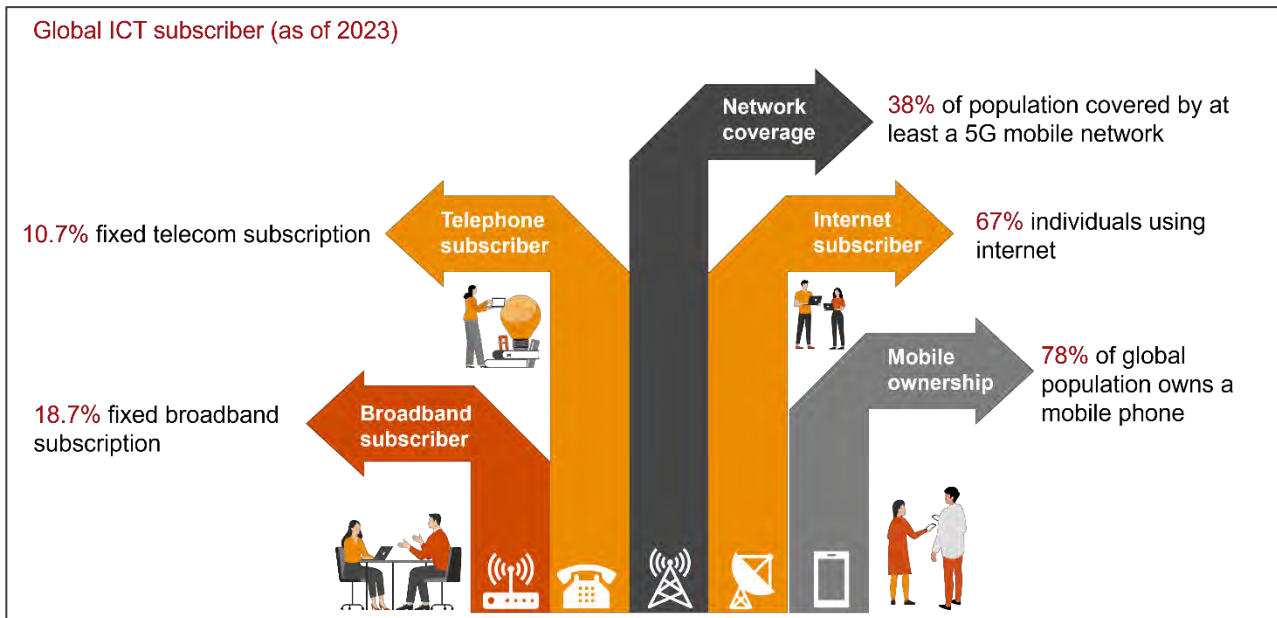 Global ICT subscriber (as of 2023)
Network
coverage
38% of population covered by at
least a 5G mobile network
10.7% fixed telecom subscription
Telephone
subscriber
Internet
subscriber
67% individuals using
internet
Mobile
ownership
78% of global
population owns a
mobile phone
18.7% fixed broadband
subscription
Broadband
subscriber